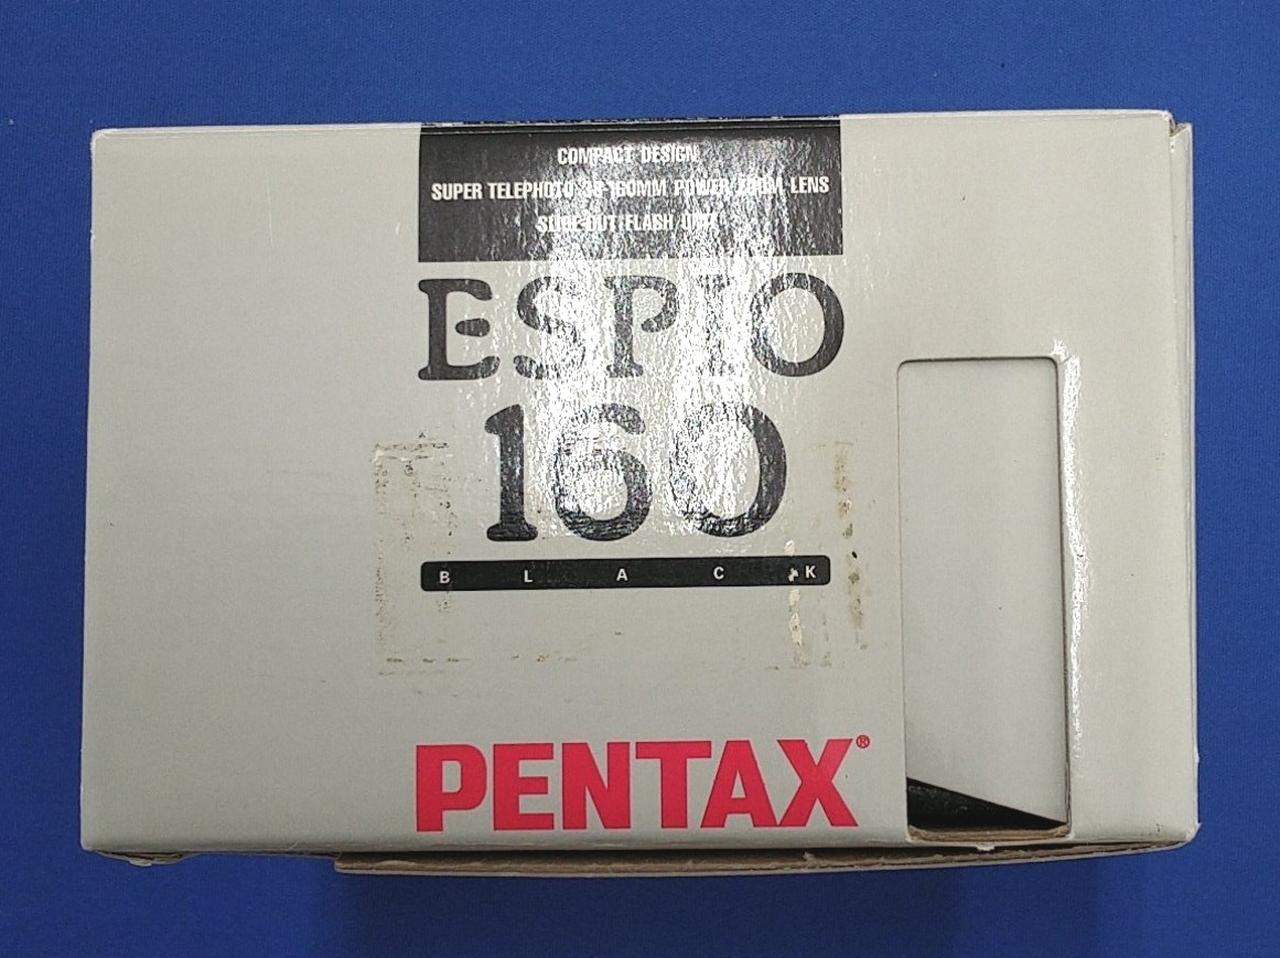 COMPACT DESIGN
SUPER TELEPHOTO 38-160MM POWER ZOOM LENS
SLIDE-OUT FLASH UNIT
ESPIO
160
BLACK
PENTAX®